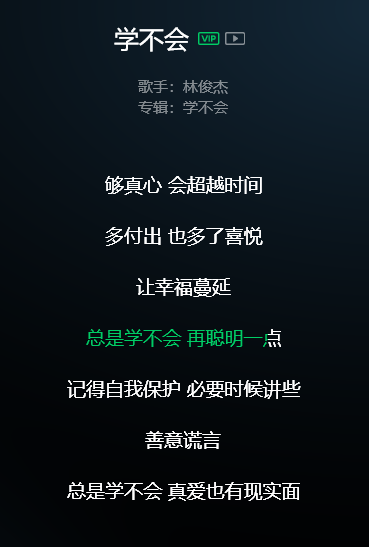 学不会 VIP
歌手：林俊杰
专辑：学不会
够真心 会超越时间
多付出 也多了喜悦
让幸福蔓延
总是学不会 再聪明一点
记得自我保护 必要时候讲些
善意谎言
总是学不会 真爱也有现实面